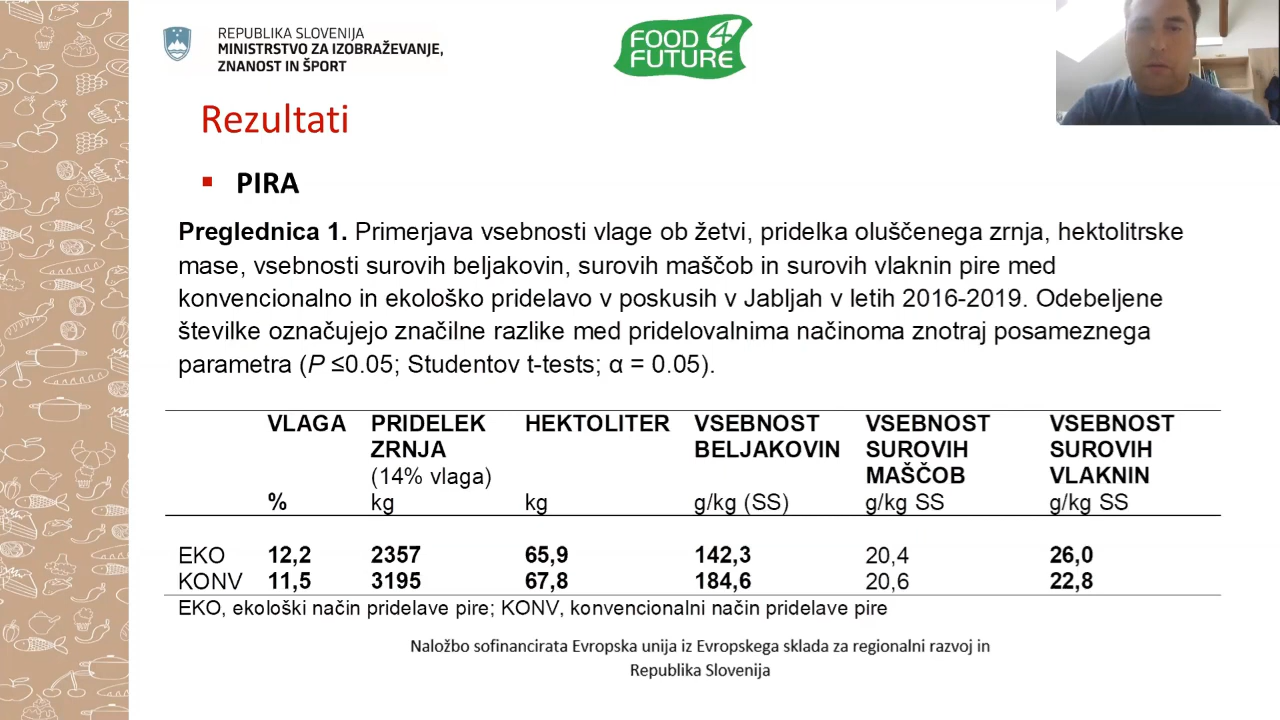 REPUBLIKA SLOVENIJA
MINISTRSTVO ZA IZOBRAŽEVANJE,
ZNANOST IN ŠPORT
FOOD 4
FUTURE
Rezultati
▪ PIRA
Preglednica 1. Primerjava vsebnosti vlage ob žetvi, pridelka oluščenega zrnja, hektolitrske
mase, vsebnosti surovih beljakovin, surovih maščob in surovih vlaknin pire med
konvencionalno in ekološko pridelavo v poskusih v Jabljah v letih 2016-2019. Odebeljene
številke označujejo značilne razlike med pridelovalnima načinoma znotraj posameznega
parametra (P ≤0.05; Studentov t-tests; α = 0.05).
VLAGA PRIDELEK HEKTOLITER VSEBNOST VSEBNOST VSEBNOST
ZRNJA BELJAKOVIN SUROVIH SUROVIH
(14% vlaga) MAŠČOB VLAKNIN
% kg kg g/kg (SS) g/kg SS g/kg SS
EKO 12,2 2357 65,9 142,3 20,4 26,0
KONV 11,5 3195 67,8 184,6 20,6 22,8
EKO, ekološki način pridelave pire; KONV, konvencionalni način pridelave pire
Naložbo sofinancirata Evropska unija iz Evropskega sklada za regionalni razvoj in
Republika Slovenija